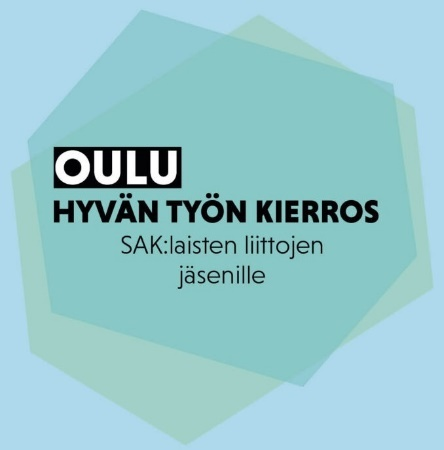 OULU
HYVÄN TYÖN KIERROS
SAK:laisten liittojen
jäsenille